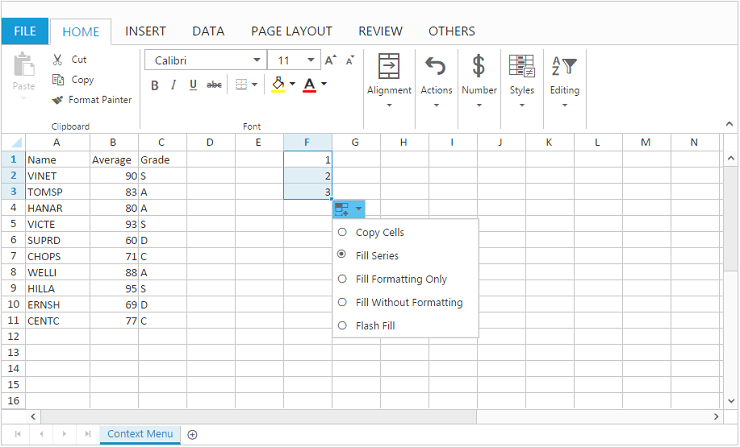 FILE HOME INSERT DATA PAGE LAYOUT REVIEW OTHERS
Paste
Cut
Copy
Format Painter
Clipboard
Calibri 11 A A
B I U abc A
Font
Alignment
Actions
$
Number
Styles
A
Z
Editing
A B C D E F G H I J K L M N
1 Name Average Grade 1
2 VINET 90 S 2
3 TOMSP 83 A 3
4 HANAR 80 A
5 VICTE 93 S
6 SUPRD 60 D
7 CHOPS 71 C
8 WELLI 88 A
9 HILLA 95 S
10 ERNSH 69 D
11 CENTC 77 C
12
13
14
15
16
Copy Cells
Fill Series
Fill Formatting Only
Fill Without Formatting
Flash Fill
Context Menu